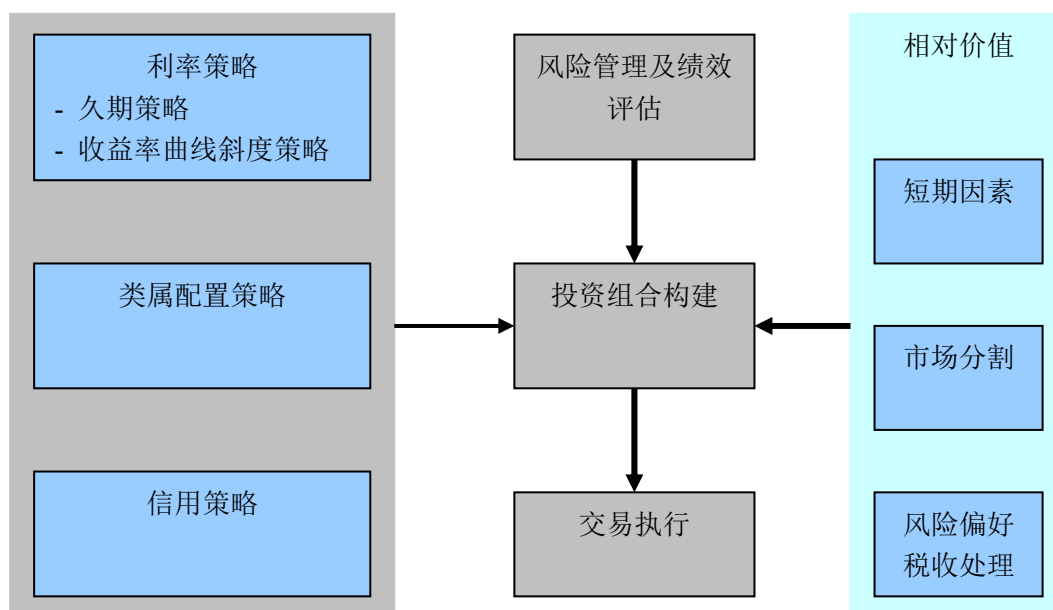 利率策略
- 久期策略
- 收益率曲线斜度策略
类属配置策略
信用策略
风险管理及绩效
评估
投资组合构建
交易执行
相对价值
短期因素
市场分割
风险偏好
税收处理